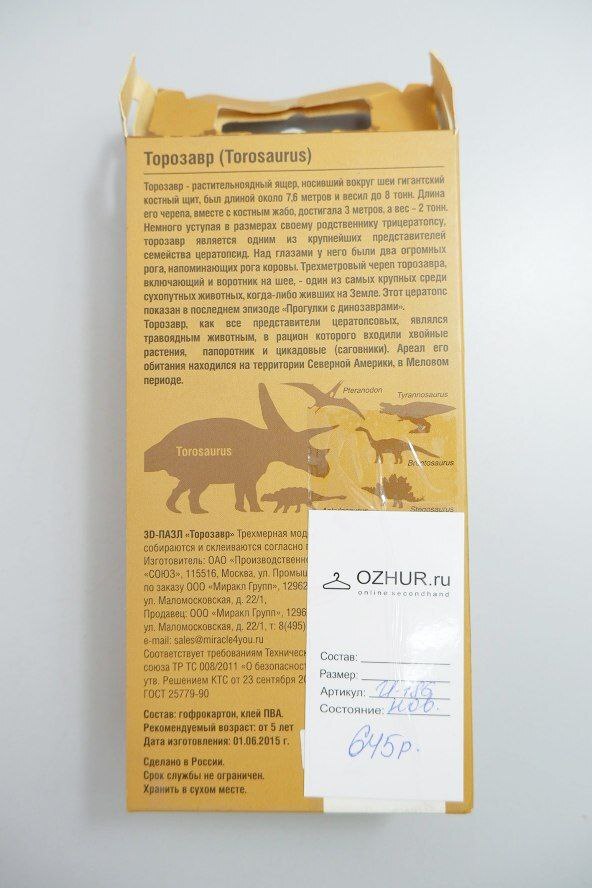 Торозавр (Torosaurus)
Торозавр - растительноядный ящер, носивший вокруг шеи гигантский
костный щит, был длиной около 7,6 метров и весил до 8 тонн. Длина
его черепа, вместе с костным жабо, достигала 3 метров, а вес - 2 тонн.
Немного уступая в размерах своему родственнику трицератопсу,
торозавр является одним из крупнейших представителей
семейства цератопсид. Над глазами у него были два огромных
рога, напоминающих рога коровы. Трехметровый череп торозавра,
включающий и воротник на шее, - один из самых крупных среди
сухопутных животных, когда-либо живших на Земле. Этот цератопс
показан в последнем эпизоде «Прогулки с динозаврами».
Торозавр, как все представители цератопсовых, являлся
травоядным животным, в рацион которого входили хвойные
растения, папоротник и цикадовые (саговники). Ареал его
обитания находился на территории Северной Америки, в Меловом
периоде.
Pteranodon
Tyrannosaurus
Torosaurus
Brontosaurus
Stegosaurus
3D-ПАЗЛ «Торозавр» Трехмерная
собираются и склеиваются согласно
Изготовитель: ОАО
«СОЮЗ», 115516, Москва, ул.
по заказу ООО «Миракл Групп», 12962
ул. Маломосковская, д. 22/1,
Продавец: ООО «Миракл Групп», 1296
ул. Маломосковская, д. 22/1, т: 8(495)
e-mail: sales@miracle4you.ru
Соответствует требованиям
союза ТР ТС 008/2011 «О
утв. Решением КТС от 23 сентября 20
ГОСТ 25779-90
Состав: гофрокартон, клей ПВА.
Рекомендуемый возраст: от 5 лет
Дата изготовления: 01.06.2015 г.
Сделано в России.
Срок службы не ограничен.
Хранить в сухом месте.
OZHUR.ru
online secondhand
Состав:
Размер:
Артикул:
Состояние: нов.
645р.